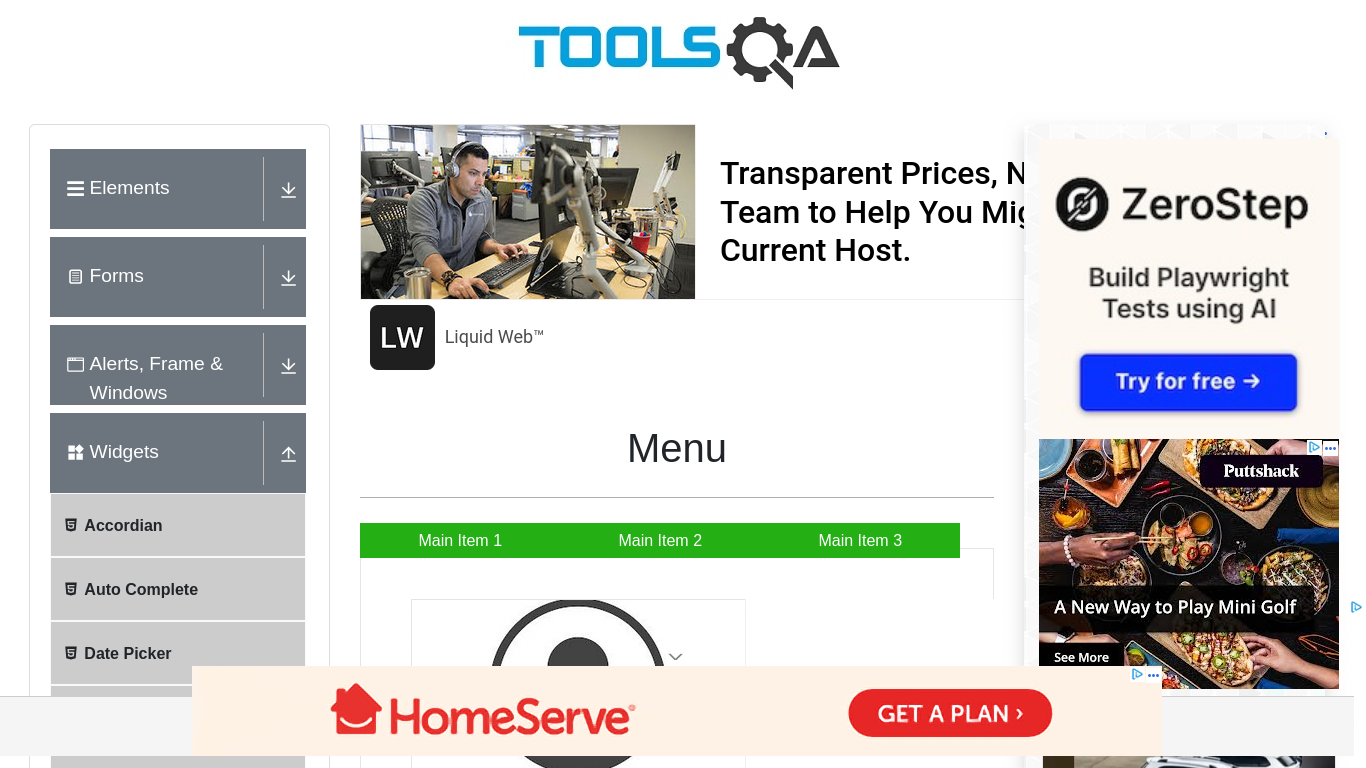 TOOLSQA
Elements
Forms
Alerts, Frame &
Windows
Widgets
Accordian
Auto Complete
Date Picker
Transparent Prices, N
Team to Help You Mig
Current Host.
LW
Liquid Web™
Menu
Main Item 1
Main Item 2
Main Item 3
ZeroStep
Build Playwright
Tests using AI
Try for free →
Puttshack
A New Way to Play Mini Golf
See More
HomeServe®
GET A PLAN ›